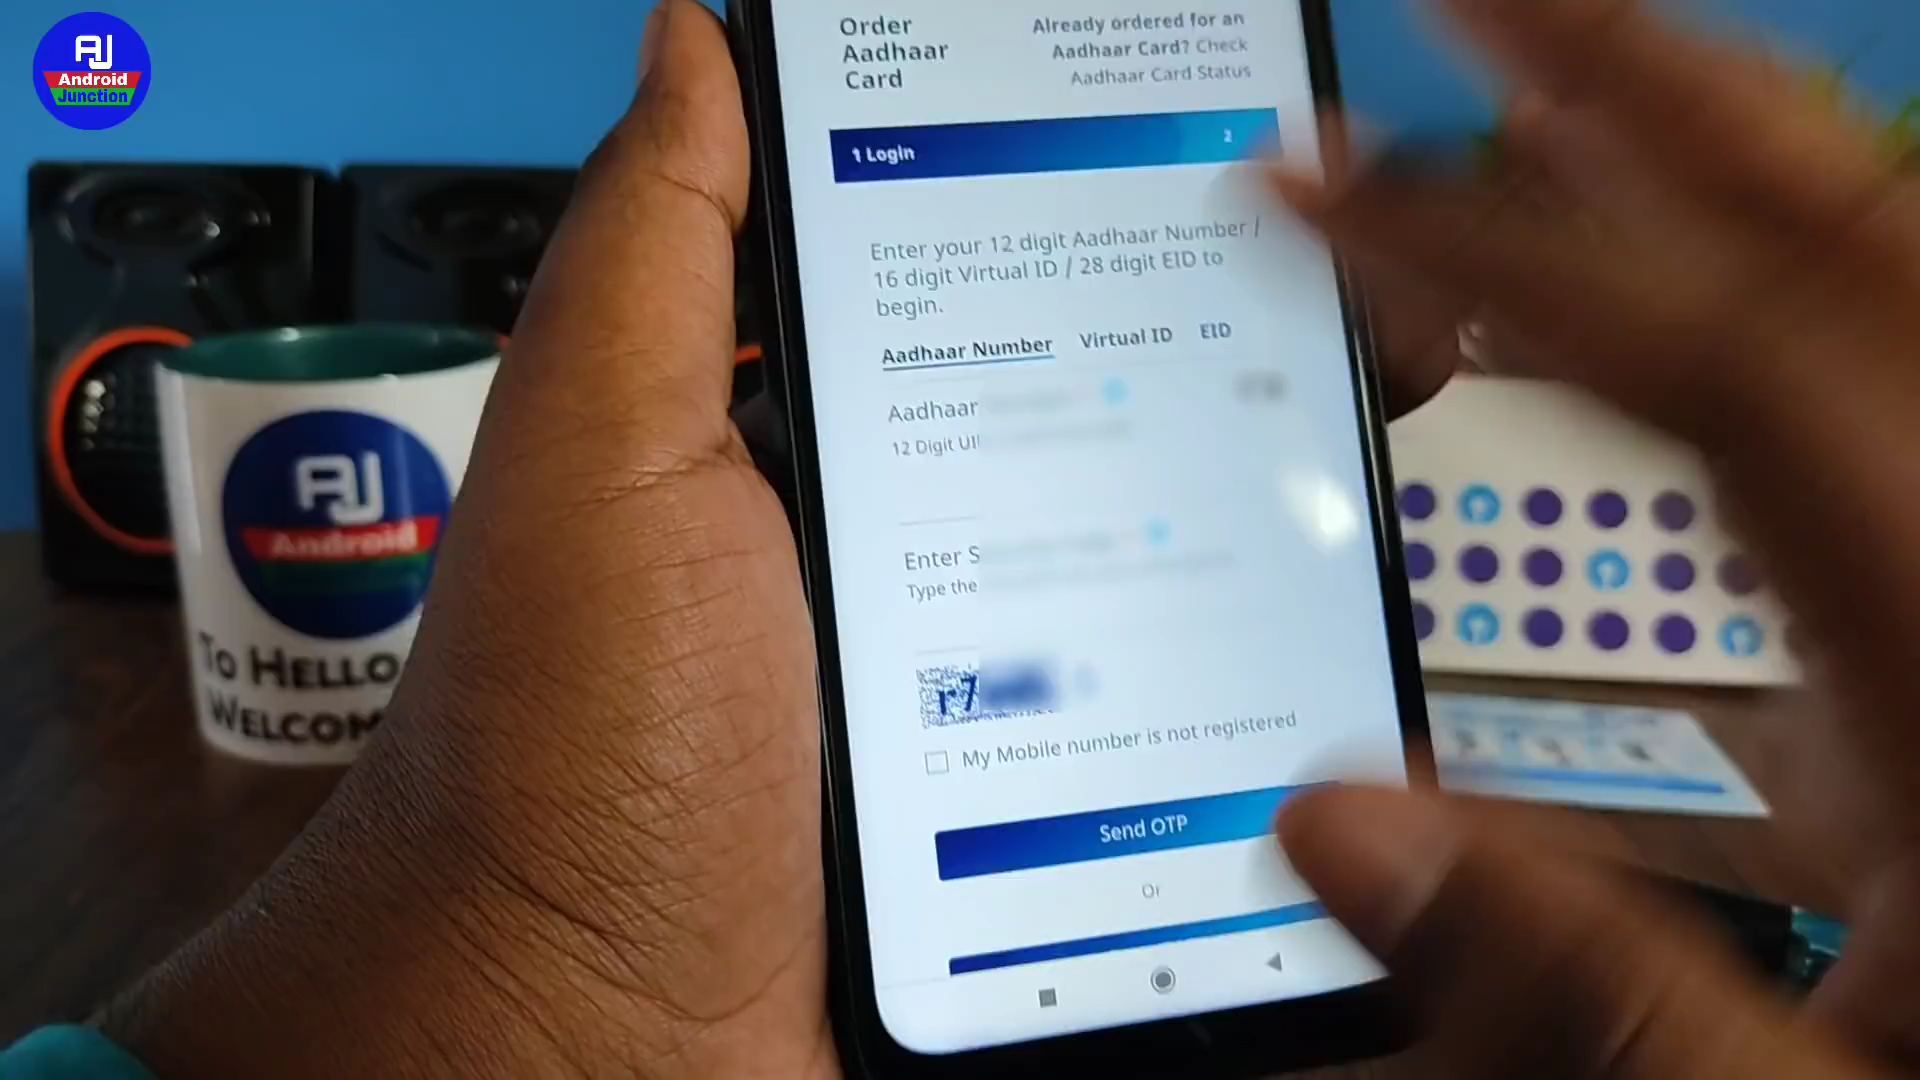 AJ
Android
Junction
Order
Aadhaar
Card
Already ordered for an
Aadhaar Card? Check
Aadhaar Card Status
1 Login
2
Enter your 12 digit Aadhaar Number /
16 digit Virtual ID / 28 digit EID to
begin.
Aadhaar Number Virtual ID EID
Aadhaar
12 Digit UI
Enter S
Type the
r7
My Mobile number is not registered
Send OTP
Or
AJ
Android
To Hello
Welcom